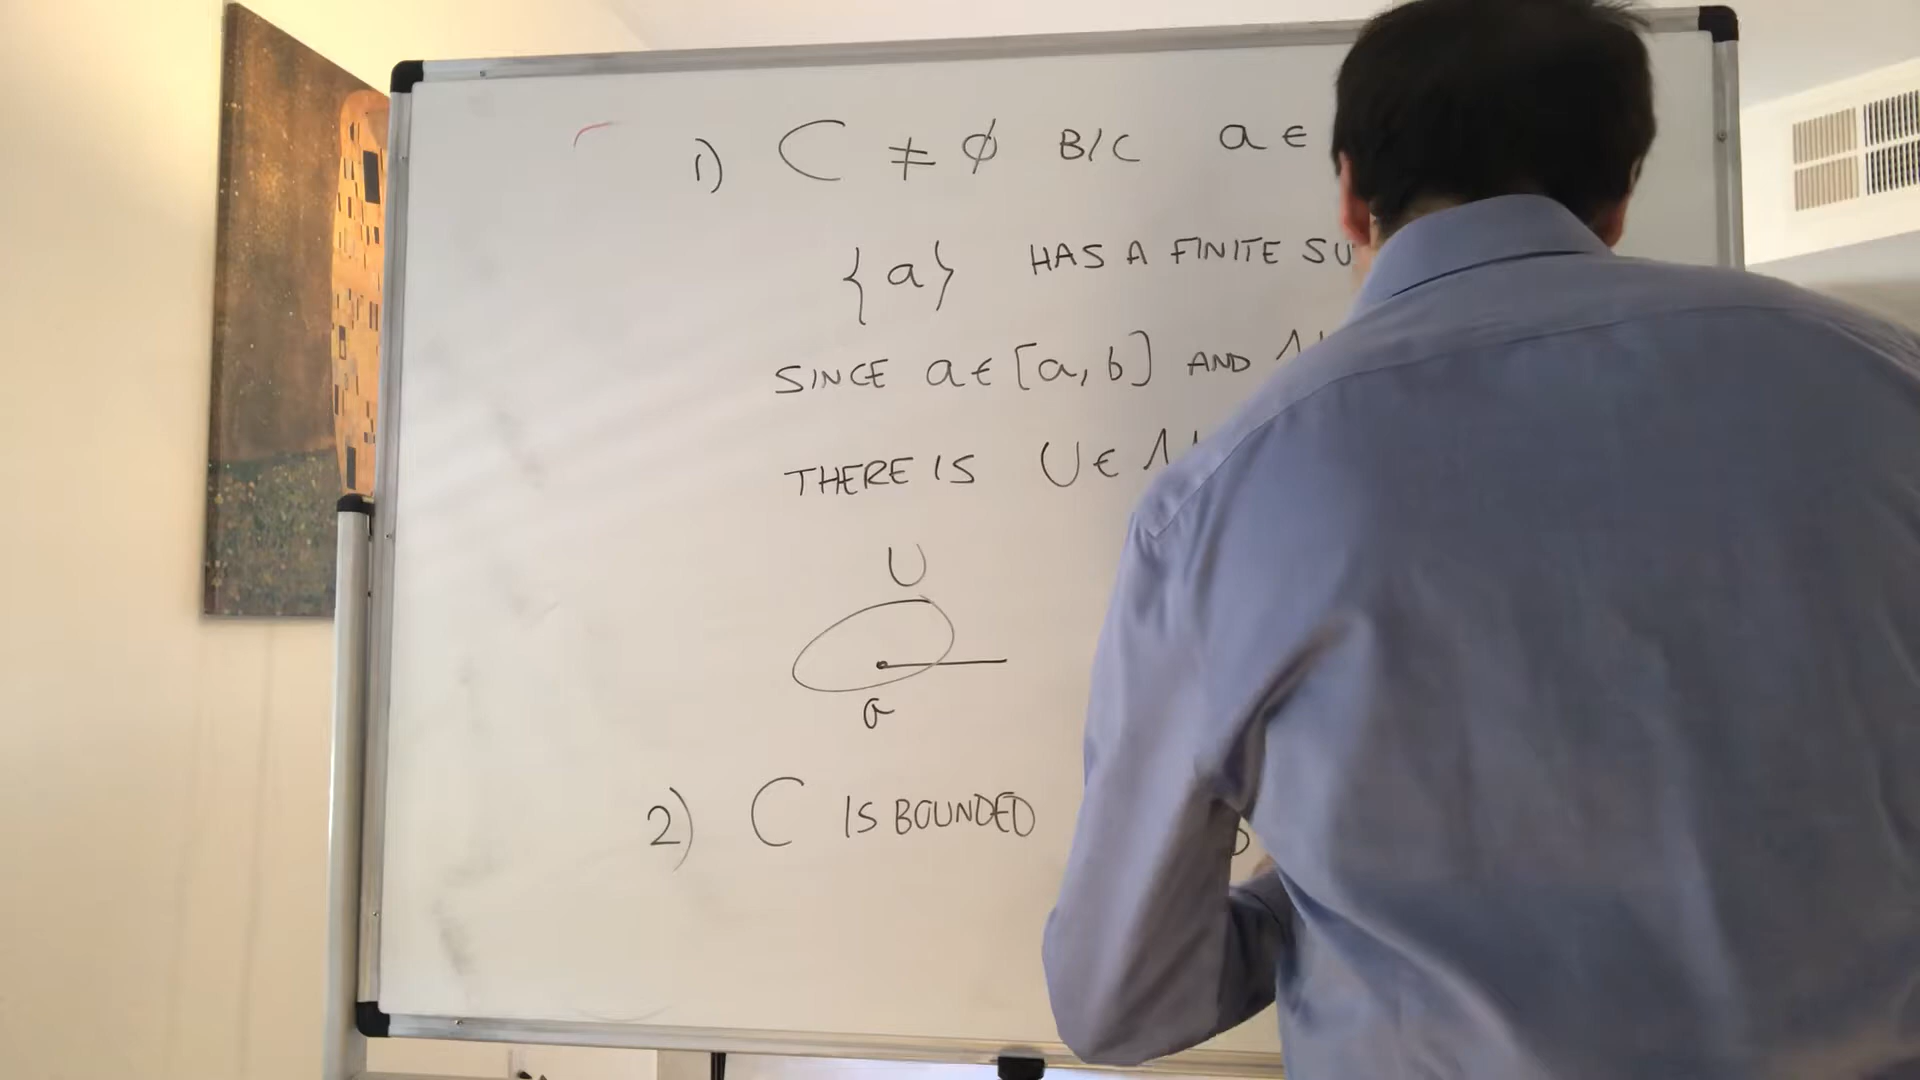 1) C ≠ ∅ B/C a ∈
{a} HAS A FINITE SU
SINCE a ∈ [a, b] AND
THERE IS U ∈
U
a
2) C IS BOUNDED